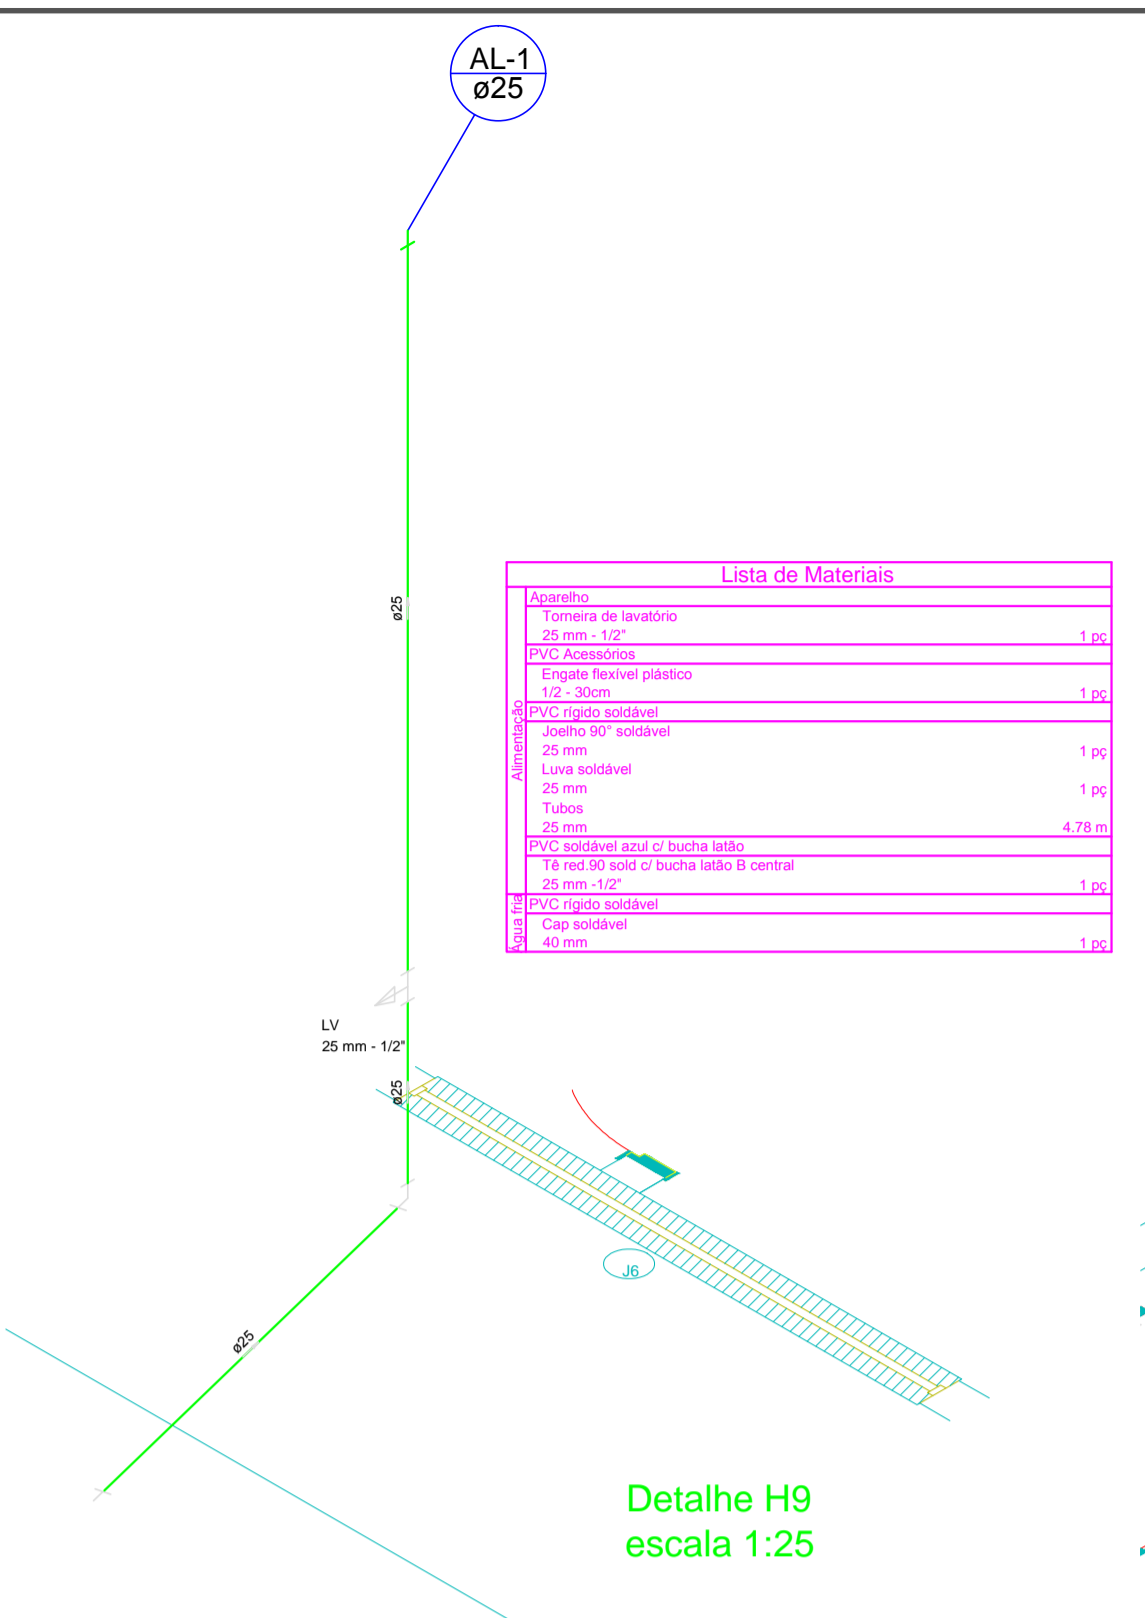 AL-1
ø25
ø25
Lista de Materiais
Alimentação
Aparelho
Torneira de lavatório
25 mm - 1/2" 1 pç
PVC Acessórios
Engate flexível plástico
1/2 - 30cm 1 pç
PVC rígido soldável
Joelho 90° soldável
25 mm 1 pç
Luva soldável
25 mm 1 pç
Tubos
25 mm 4.78 m
PVC soldável azul c/ bucha latão
Tê red.90 sold c/ bucha latão B central
25 mm -1/2" 1 pç
Água fria
PVC rígido soldável
Cap soldável
40 mm 1 pç
LV
25 mm - 1/2"
ø25
J6
ø25
Detalhe H9
escala 1:25